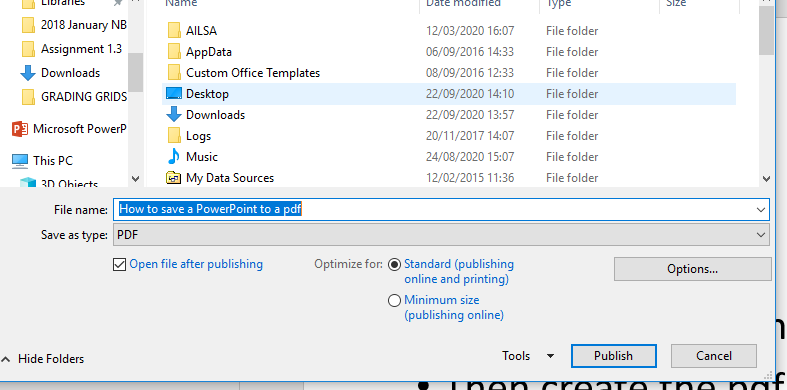 Libraries
2018 January NB
Assignment 1.3
Downloads
GRADING GRIDS
Microsoft PowerP
This PC
3D Objects
Name Date modified Type Size
AILSA 12/03/2020 16:07 File folder
AppData 06/09/2016 14:33 File folder
Custom Office Templates 08/09/2016 12:33 File folder
Desktop 22/09/2020 14:10 File folder
Downloads 22/09/2020 13:57 File folder
Logs 20/11/2017 14:07 File folder
Music 24/08/2020 15:07 File folder
My Data Sources 12/02/2015 11:36 File folder
File name: How to save a PowerPoint to a pdf
Save as type: PDF
Open file after publishing
Optimize for: Standard (publishing
online and printing)
Minimum size
(publishing online)
Options...
Hide Folders
Tools Publish Cancel
Then create the pdf